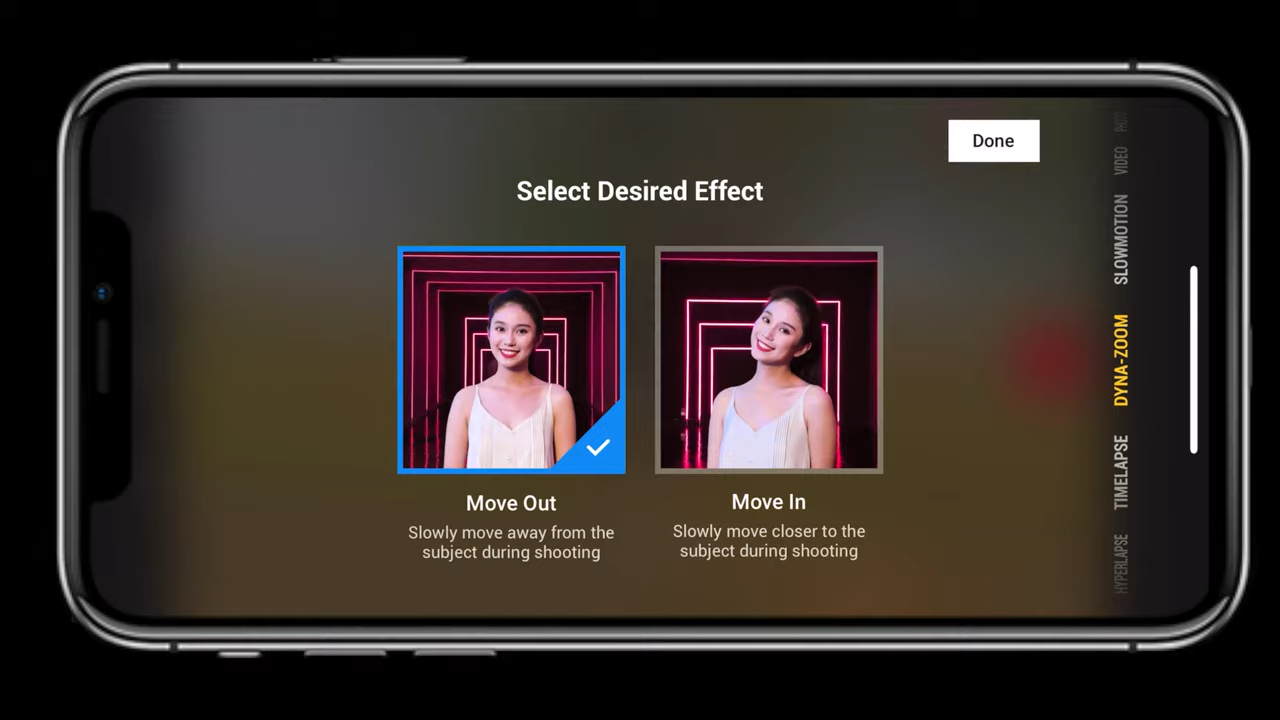 Done
Select Desired Effect
Move Out
Slowly move away from the
subject during shooting
Move In
Slowly move closer to the
subject during shooting
PHOTO
VIDEO
SLOWMOTION
DYNA-ZOOM
TIMELAPSE
HYPERLAPSE